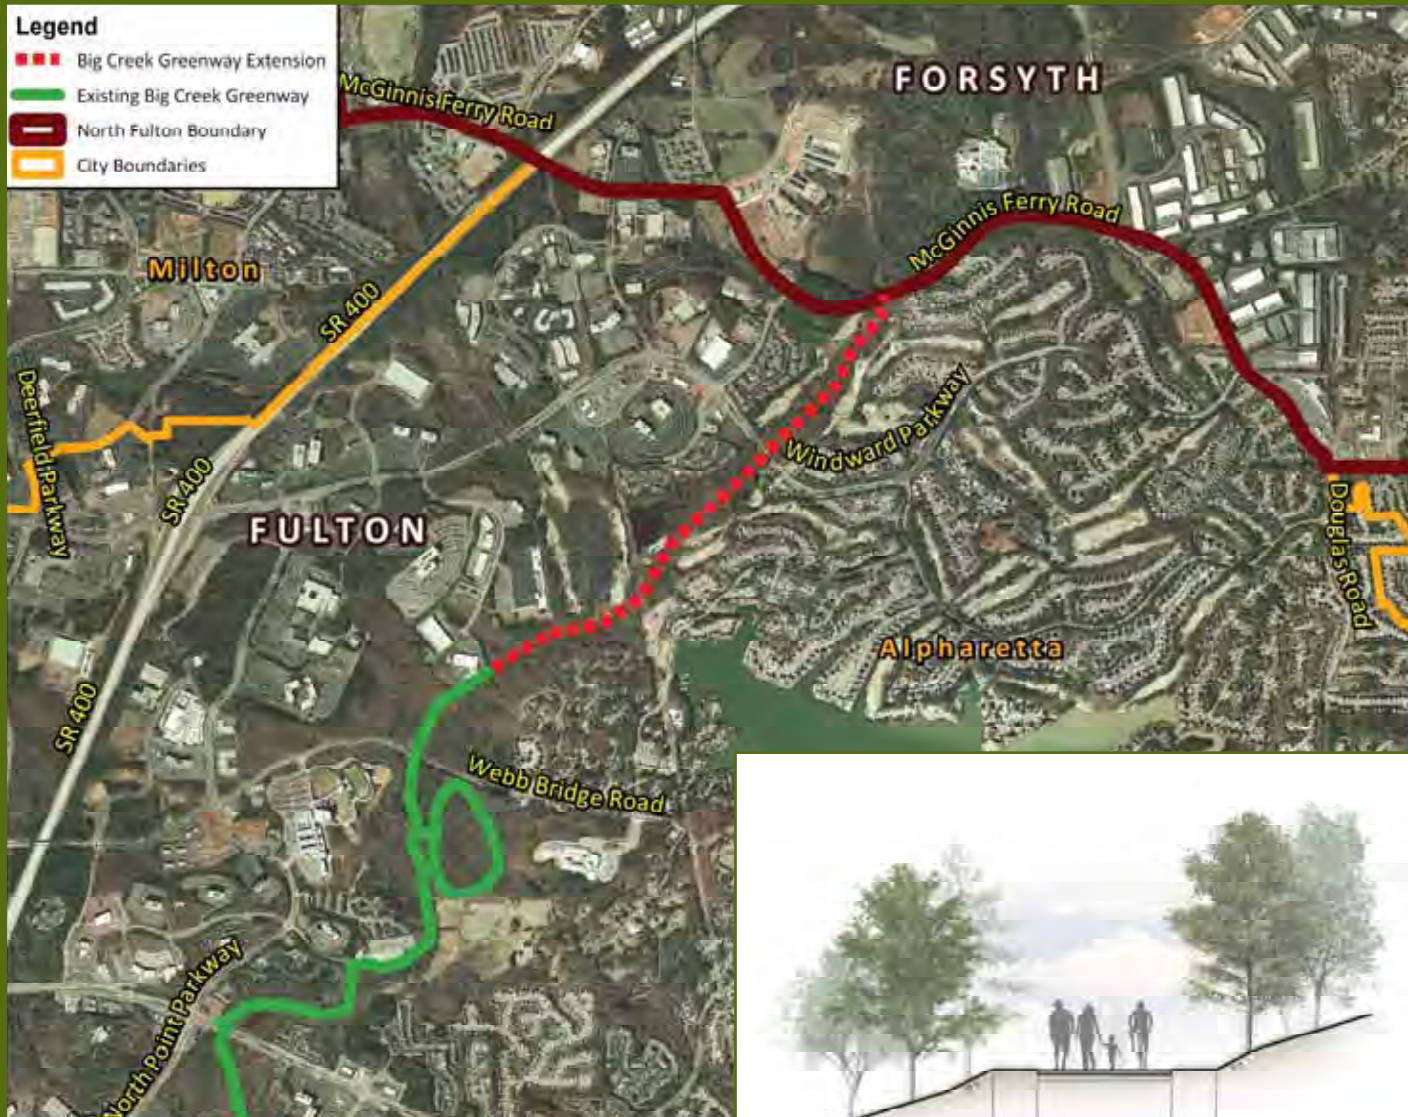 Legend
Big Creek Greenway Extension
Existing Big Creek Greenway
North Fulton Boundary
City Boundaries
McGinnis Ferry Road
FORSYTH
McGinnis Ferry Road
Milton
SR 400
Deerfield Parkway
Windward Parkway
SR 400
FULTON
Douglas Road
Alpharetta
SR 400
Webb Bridge Road
North Point Parkway